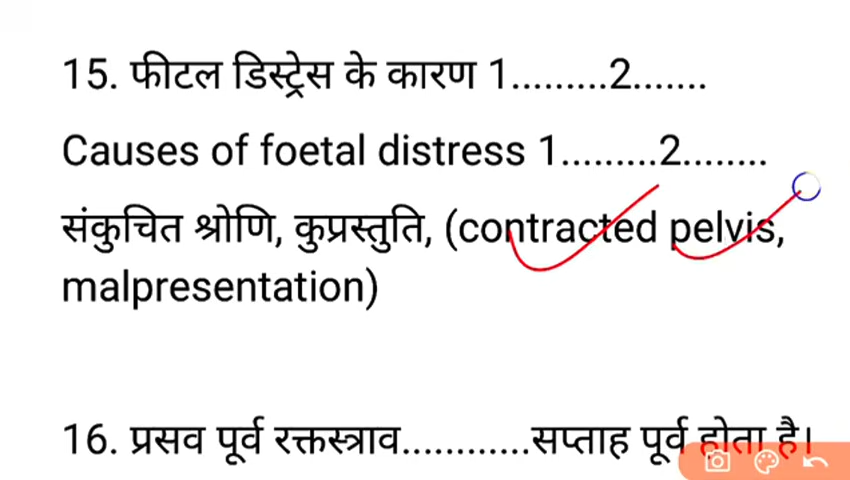 15. फीटल डिस्ट्रेस के कारण 1.........2.......
Causes of foetal distress 1.........2........
संकुचित श्रोणि, कुप्रस्तुति, (contracted pelvis,
malpresentation)
16. प्रसव पूर्व रक्तस्त्राव............सप्ताह पूर्व होता है।